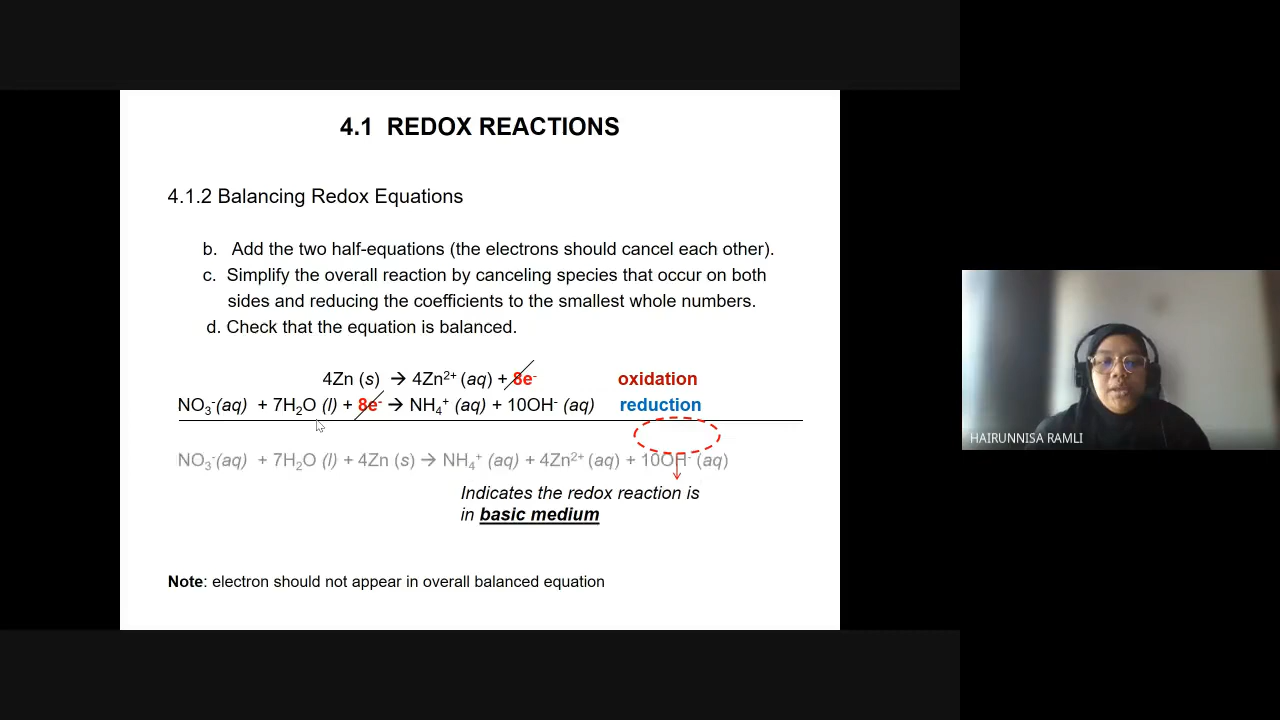 4.1 REDOX REACTIONS
4.1.2 Balancing Redox Equations
b. Add the two half-equations (the electrons should cancel each other).
c. Simplify the overall reaction by canceling species that occur on both
sides and reducing the coefficients to the smallest whole numbers.
d. Check that the equation is balanced.
4Zn (s) → 4Zn²⁺ (aq) + 8e⁻ oxidation
NO₃⁻(aq) + 7H₂O (l) + 8e⁻ → NH₄⁺ (aq) + 10OH⁻ (aq) reduction
NO₃⁻(aq) + 7H₂O (l) + 4Zn (s) → NH₄⁺ (aq) + 4Zn²⁺ (aq) + 10OH⁻ (aq)
Indicates the redox reaction is
in basic medium
Note: electron should not appear in overall balanced equation
HAIRUNNISA RAMLI